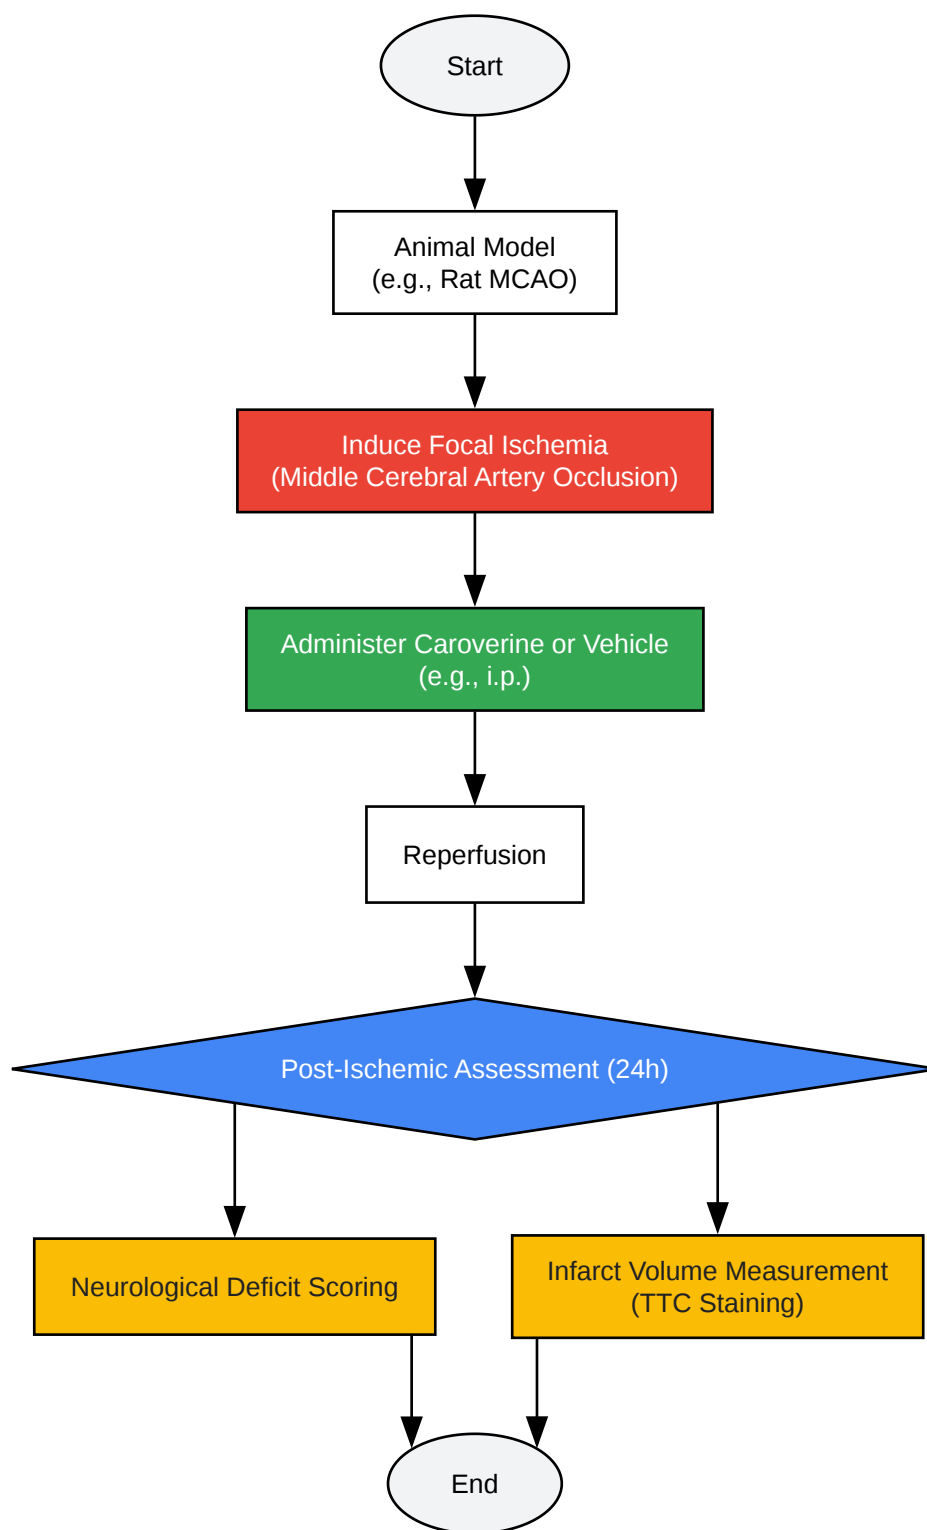 Start
Animal Model
(e.g., Rat MCAO)
Induce Focal Ischemia
(Middle Cerebral Artery Occlusion)
Administer Caroverine or Vehicle
(e.g., i.p.)
Reperfusion
Post-Ischemic Assessment (24h)
Neurological Deficit Scoring
Infarct Volume Measurement
(TTC Staining)
End